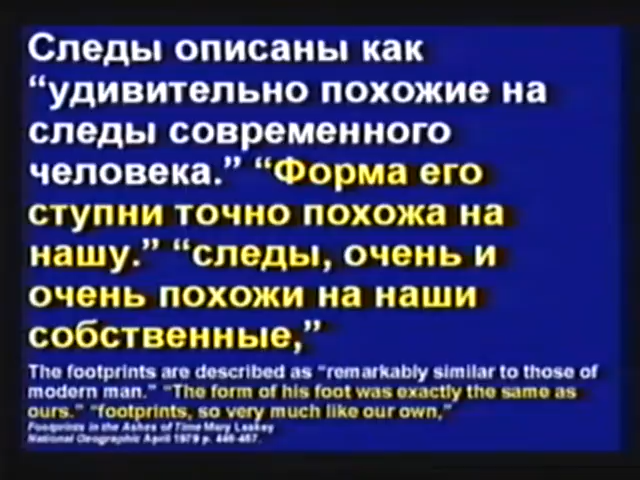 Следы описаны как
“удивительно похожие на
следы современного
человека.” “Форма его
ступни точно похожа на
нашу.” “следы, очень и
очень похожи на наши
собственные,”
The footprints are described as “remarkably similar to those of
modern man.” “The form of his foot was exactly the same as
ours.” “footprints, so very much like our own,”
Footprints in the Ashes of Time Mary Leakey
National Geographic April 1979 p. 446-457.